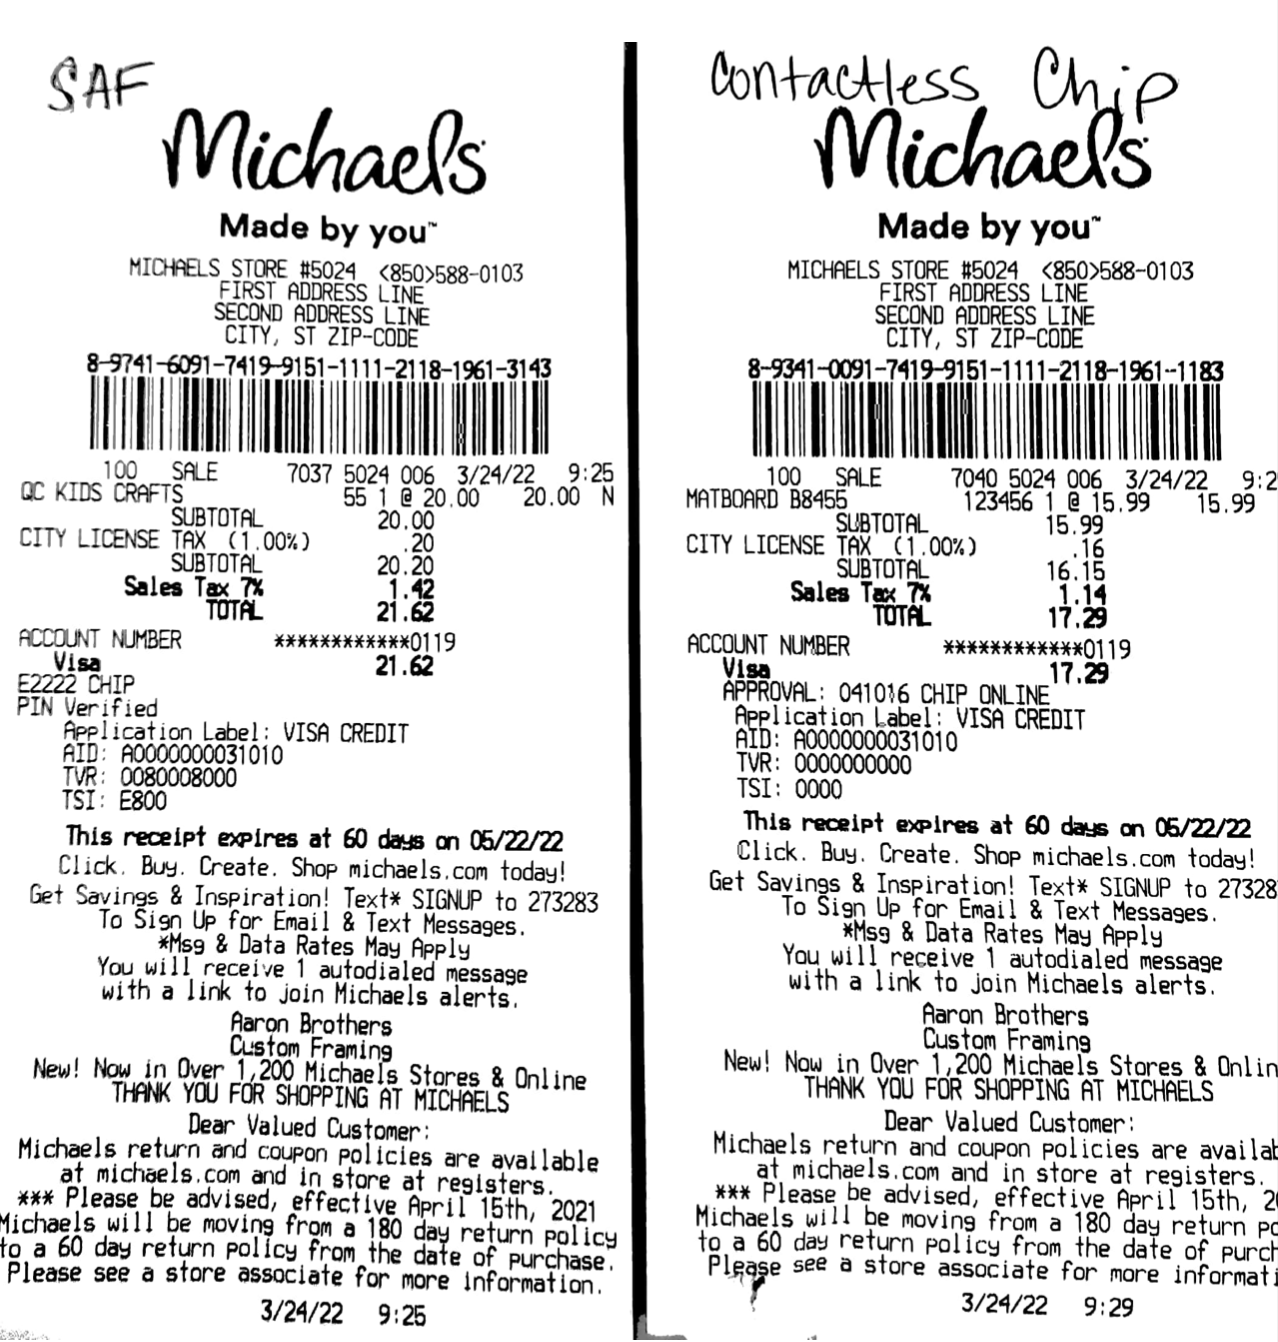 SAF
Michaels
Made by you™
MICHAELS STORE #5024 <850>588-0103
FIRST ADDRESS LINE
SECOND ADDRESS LINE
CITY, ST ZIP-CODE
8-9741-6091-7419-9151-1111-2118-1961-3143
100 SALE 7037 5024 006 3/24/22 9:25
QC KIDS CRAFTS 55 1 @ 20.00 20.00 N
SUBTOTAL 20.00
CITY LICENSE TAX (1.00%) .20
SUBTOTAL 20.20
Sales Tax 7% 1.42
TOTAL 21.62
ACCOUNT NUMBER ************0119
Visa 21.62
E2222 CHIP
PIN Verified
Application Label: VISA CREDIT
AID: A0000000031010
TVR: 0080008000
TSI: E800
This receipt expires at 60 days on 05/22/22
Click. Buy. Create. Shop michaels.com today!
Get Savings & Inspiration! Text* SIGNUP to 273283
To Sign Up for Email & Text Messages.
*Msg & Data Rates May Apply
You will receive 1 autodialed message
with a link to join Michaels alerts.
Aaron Brothers
Custom Framing
New! Now in Over 1,200 Michaels Stores & Online
THANK YOU FOR SHOPPING AT MICHAELS
Dear Valued Customer:
Michaels return and coupon policies are available
at michaels.com and in store at registers.
*** Please be advised, effective April 15th, 2021
Michaels will be moving from a 180 day return policy
to a 60 day return policy from the date of purchase.
Please see a store associate for more information.
3/24/22 9:25
Contactless Chip
Michaels
Made by you™
MICHAELS STORE #5024 <850>588-0103
FIRST ADDRESS LINE
SECOND ADDRESS LINE
CITY, ST ZIP-CODE
8-9341-0091-7419-9151-1111-2118-1961-1183
100 SALE 7040 5024 006 3/24/22 9:2
MATBOARD B8455 123456 1 @ 15.99 15.99
SUBTOTAL 15.99
CITY LICENSE TAX (1.00%) .16
SUBTOTAL 16.15
Sales Tax 7% 1.14
TOTAL 17.29
ACCOUNT NUMBER ************0119
Visa 17.29
APPROVAL: 041016 CHIP ONLINE
Application Label: VISA CREDIT
AID: A0000000031010
TVR: 0000000000
TSI: 0000
This receipt expires at 60 days on 05/22/22
Click. Buy. Create. Shop michaels.com today!
Get Savings & Inspiration! Text* SIGNUP to 27328
To Sign Up for Email & Text Messages.
*Msg & Data Rates May Apply
You will receive 1 autodialed message
with a link to join Michaels alerts.
Aaron Brothers
Custom Framing
New! Now in Over 1,200 Michaels Stores & Onlin
THANK YOU FOR SHOPPING AT MICHAELS
Dear Valued Customer:
Michaels return and coupon policies are availab
at michaels.com and in store at registers.
*** Please be advised, effective April 15th, 20
Michaels will be moving from a 180 day return po
to a 60 day return policy from the date of purch
Please see a store associate for more informati
3/24/22 9:29